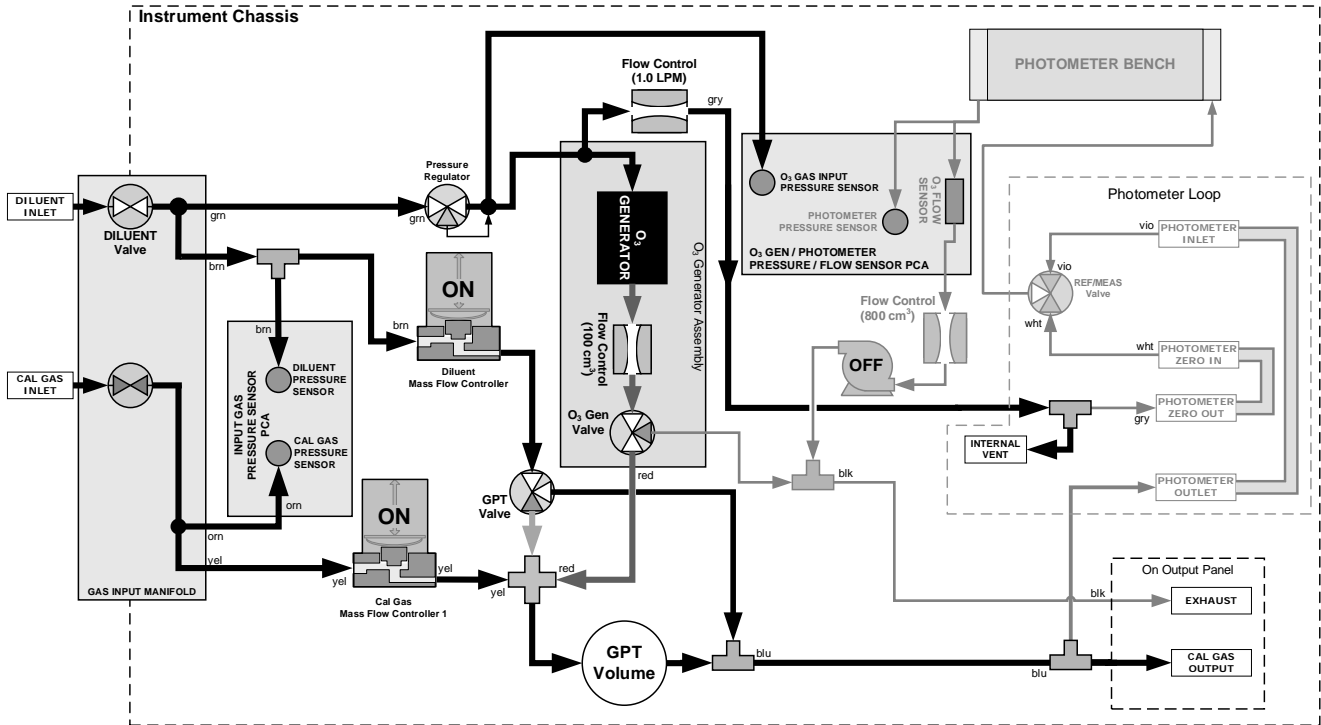 Instrument Chassis
Flow Control
(1.0 LPM)
gry
PHOTOMETER BENCH
Pressure
Regulator
O₃ GAS INPUT
PRESSURE SENSOR
O₃ FLOW
SENSOR
PHOTOMETER
PRESSURE SENSOR
O₃ GEN / PHOTOMETER
PRESSURE / FLOW SENSOR PCA
Photometer Loop
DILUENT
INLET
DILUENT
Valve
grn
grn
O₃
GENERATOR
O₃ Generator Assembly
vio
PHOTOMETER
INLET
vio
REF/MEAS
Valve
wht
wht
PHOTOMETER
ZERO IN
brn
ON
brn
brn
Diluent
Mass Flow Controller
Flow Control
(100 cm³)
Flow Control
(800 cm³)
OFF
CAL GAS
INLET
DILUENT
PRESSURE
SENSOR
INPUT GAS
PRESSURE SENSOR
PCA
CAL GAS
PRESSURE
SENSOR
orn
orn
O₃ Gen
Valve
red
PHOTOMETER
ZERO OUT
gry
INTERNAL
VENT
blk
PHOTOMETER
OUTLET
GPT
Valve
ON
yel
yel
yel
yel
red
Cal Gas
Mass Flow Controller 1
GAS INPUT MANIFOLD
On Output Panel
blk
EXHAUST
GPT
Volume
blu
blu
CAL GAS
OUTPUT